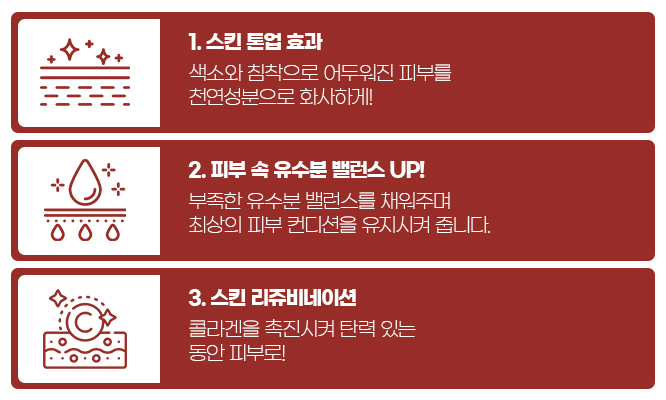 1. 스킨 톤업 효과
색소와 침착으로 어두워진 피부를
천연성분으로 화사하게!
2. 피부 속 유수분 밸런스 UP!
부족한 유수분 밸런스를 채워주며
최상의 피부 컨디션을 유지시켜 줍니다.
C
3. 스킨 리쥬비네이션
콜라겐을 촉진시켜 탄력 있는
동안 피부로!